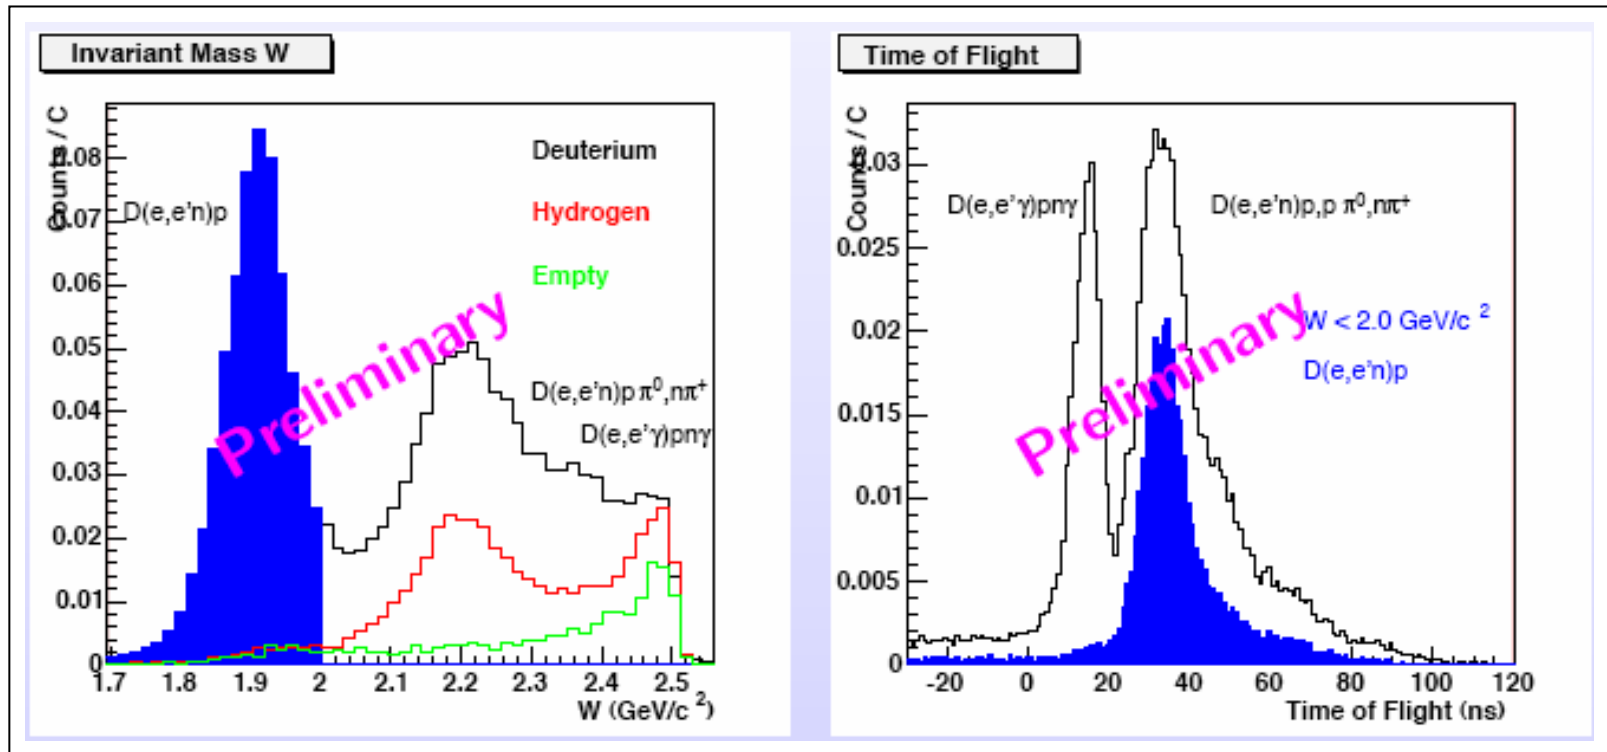 Invariant Mass W
Counts / C
0.08
0.07
0.06
0.05
0.04
0.03
0.02
0.01
0
D(e,e'n)p
Deuterium
Hydrogen
Empty
Preliminary
D(e,e'n)p π⁰,nπ⁺
D(e,e'γ)pnγ
1.7 1.8 1.9 2 2.1 2.2 2.3 2.4 2.5
W (GeV/c ²)
Time of Flight
Counts / C
0.03
0.025
0.02
0.015
0.01
0.005
0
D(e,e'γ)pnγ
D(e,e'n)p,p π⁰,nπ⁺
W < 2.0 GeV/c ²
D(e,e'n)p
Preliminary
-20 0 20 40 60 80 100 120
Time of Flight (ns)